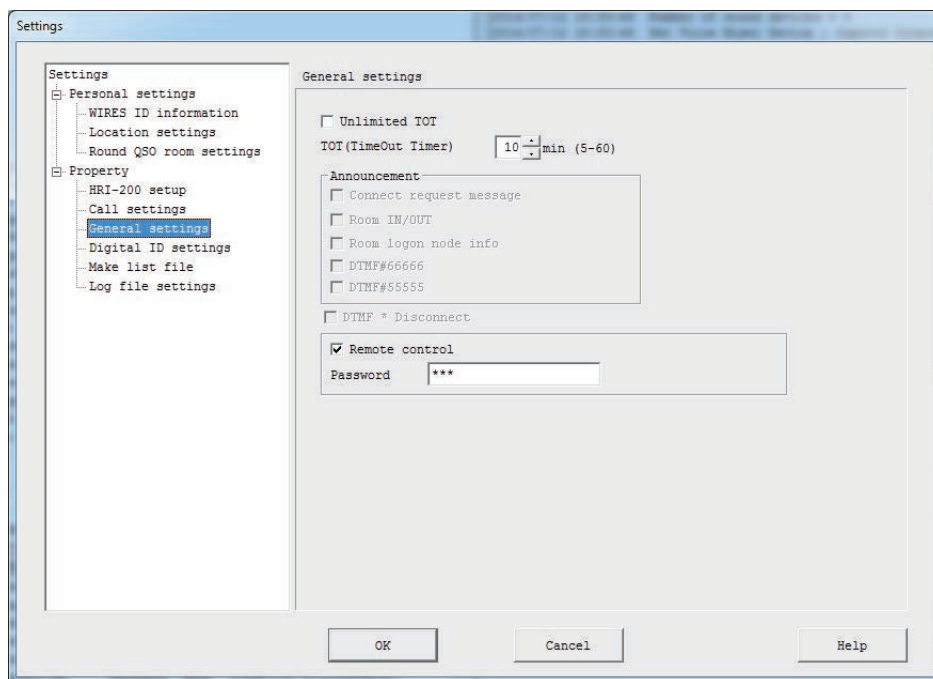 Settings
Settings
Personal settings
WIRES ID information
Location settings
Round QSO room settings
Property
HRI-200 setup
Call settings
General settings
Digital ID settings
Make list file
Log file settings
General settings
Unlimited TOT
TOT(TimeOut Timer) 10 min (5-60)
Announcement
Connect request message
Room IN/OUT
Room logon node info
DTMF#66666
DTMF#55555
DTMF * Disconnect
Remote control
Password ***
OK Cancel Help